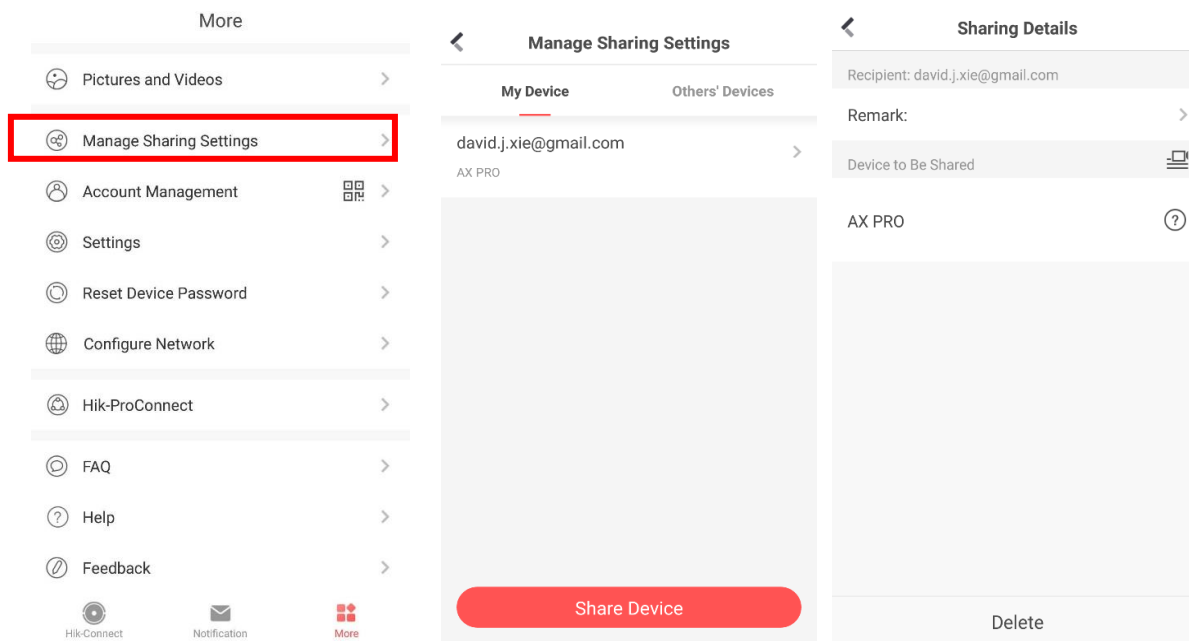 More
Pictures and Videos
Manage Sharing Settings
Account Management
Settings
Reset Device Password
Configure Network
Hik-ProConnect
FAQ
Help
Feedback
Hik-Connect
Notification
More
Manage Sharing Settings
My Device
Others' Devices
david.j.xie@gmail.com
AX PRO
Share Device
Sharing Details
Recipient: david.j.xie@gmail.com
Remark:
Device to Be Shared
AX PRO
Delete